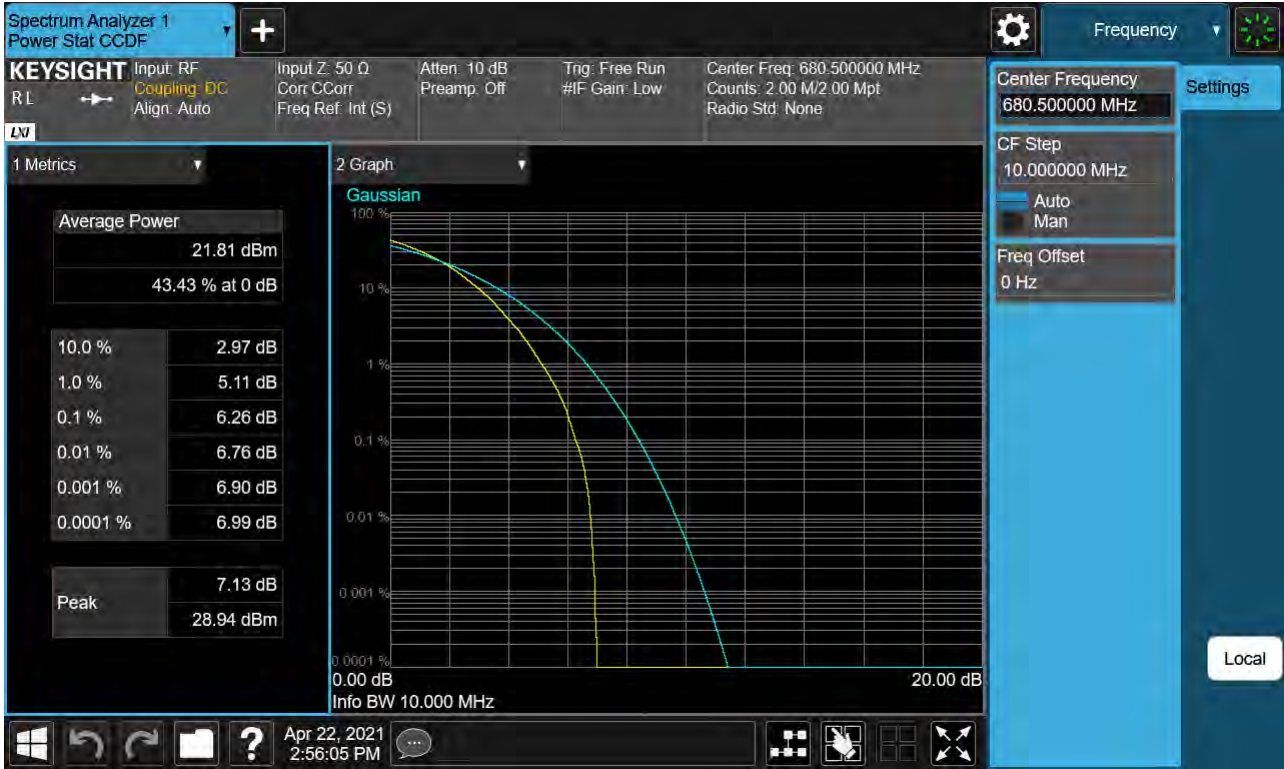 Spectrum Analyzer 1
Power Stat CCDF
+
Frequency
KEYSIGHT
R L
LXI
Input: RF
Coupling: DC
Align: Auto
Input Z: 50 Ω
Corr CCorr
Freq Ref: Int (S)
Atten: 10 dB
Preamp: Off
Trig: Free Run
#IF Gain: Low
Center Freq: 680.500000 MHz
Counts: 2.00 M/2.00 Mpt
Radio Std: None
Center Frequency
680.500000 MHz
Settings
CF Step
10.000000 MHz
Auto
Man
Freq Offset
0 Hz
1 Metrics
Average Power
21.81 dBm
43.43 % at 0 dB
10.0 % 2.97 dB
1.0 % 5.11 dB
0.1 % 6.26 dB
0.01 % 6.76 dB
0.001 % 6.90 dB
0.0001 % 6.99 dB
Peak
7.13 dB
28.94 dBm
2 Graph
Gaussian
100 %
10 %
1 %
0.1 %
0.01 %
0.001 %
0.0001 %
0.00 dB 20.00 dB
Info BW 10.000 MHz
Local
?
Apr 22, 2021
2:56:05 PM